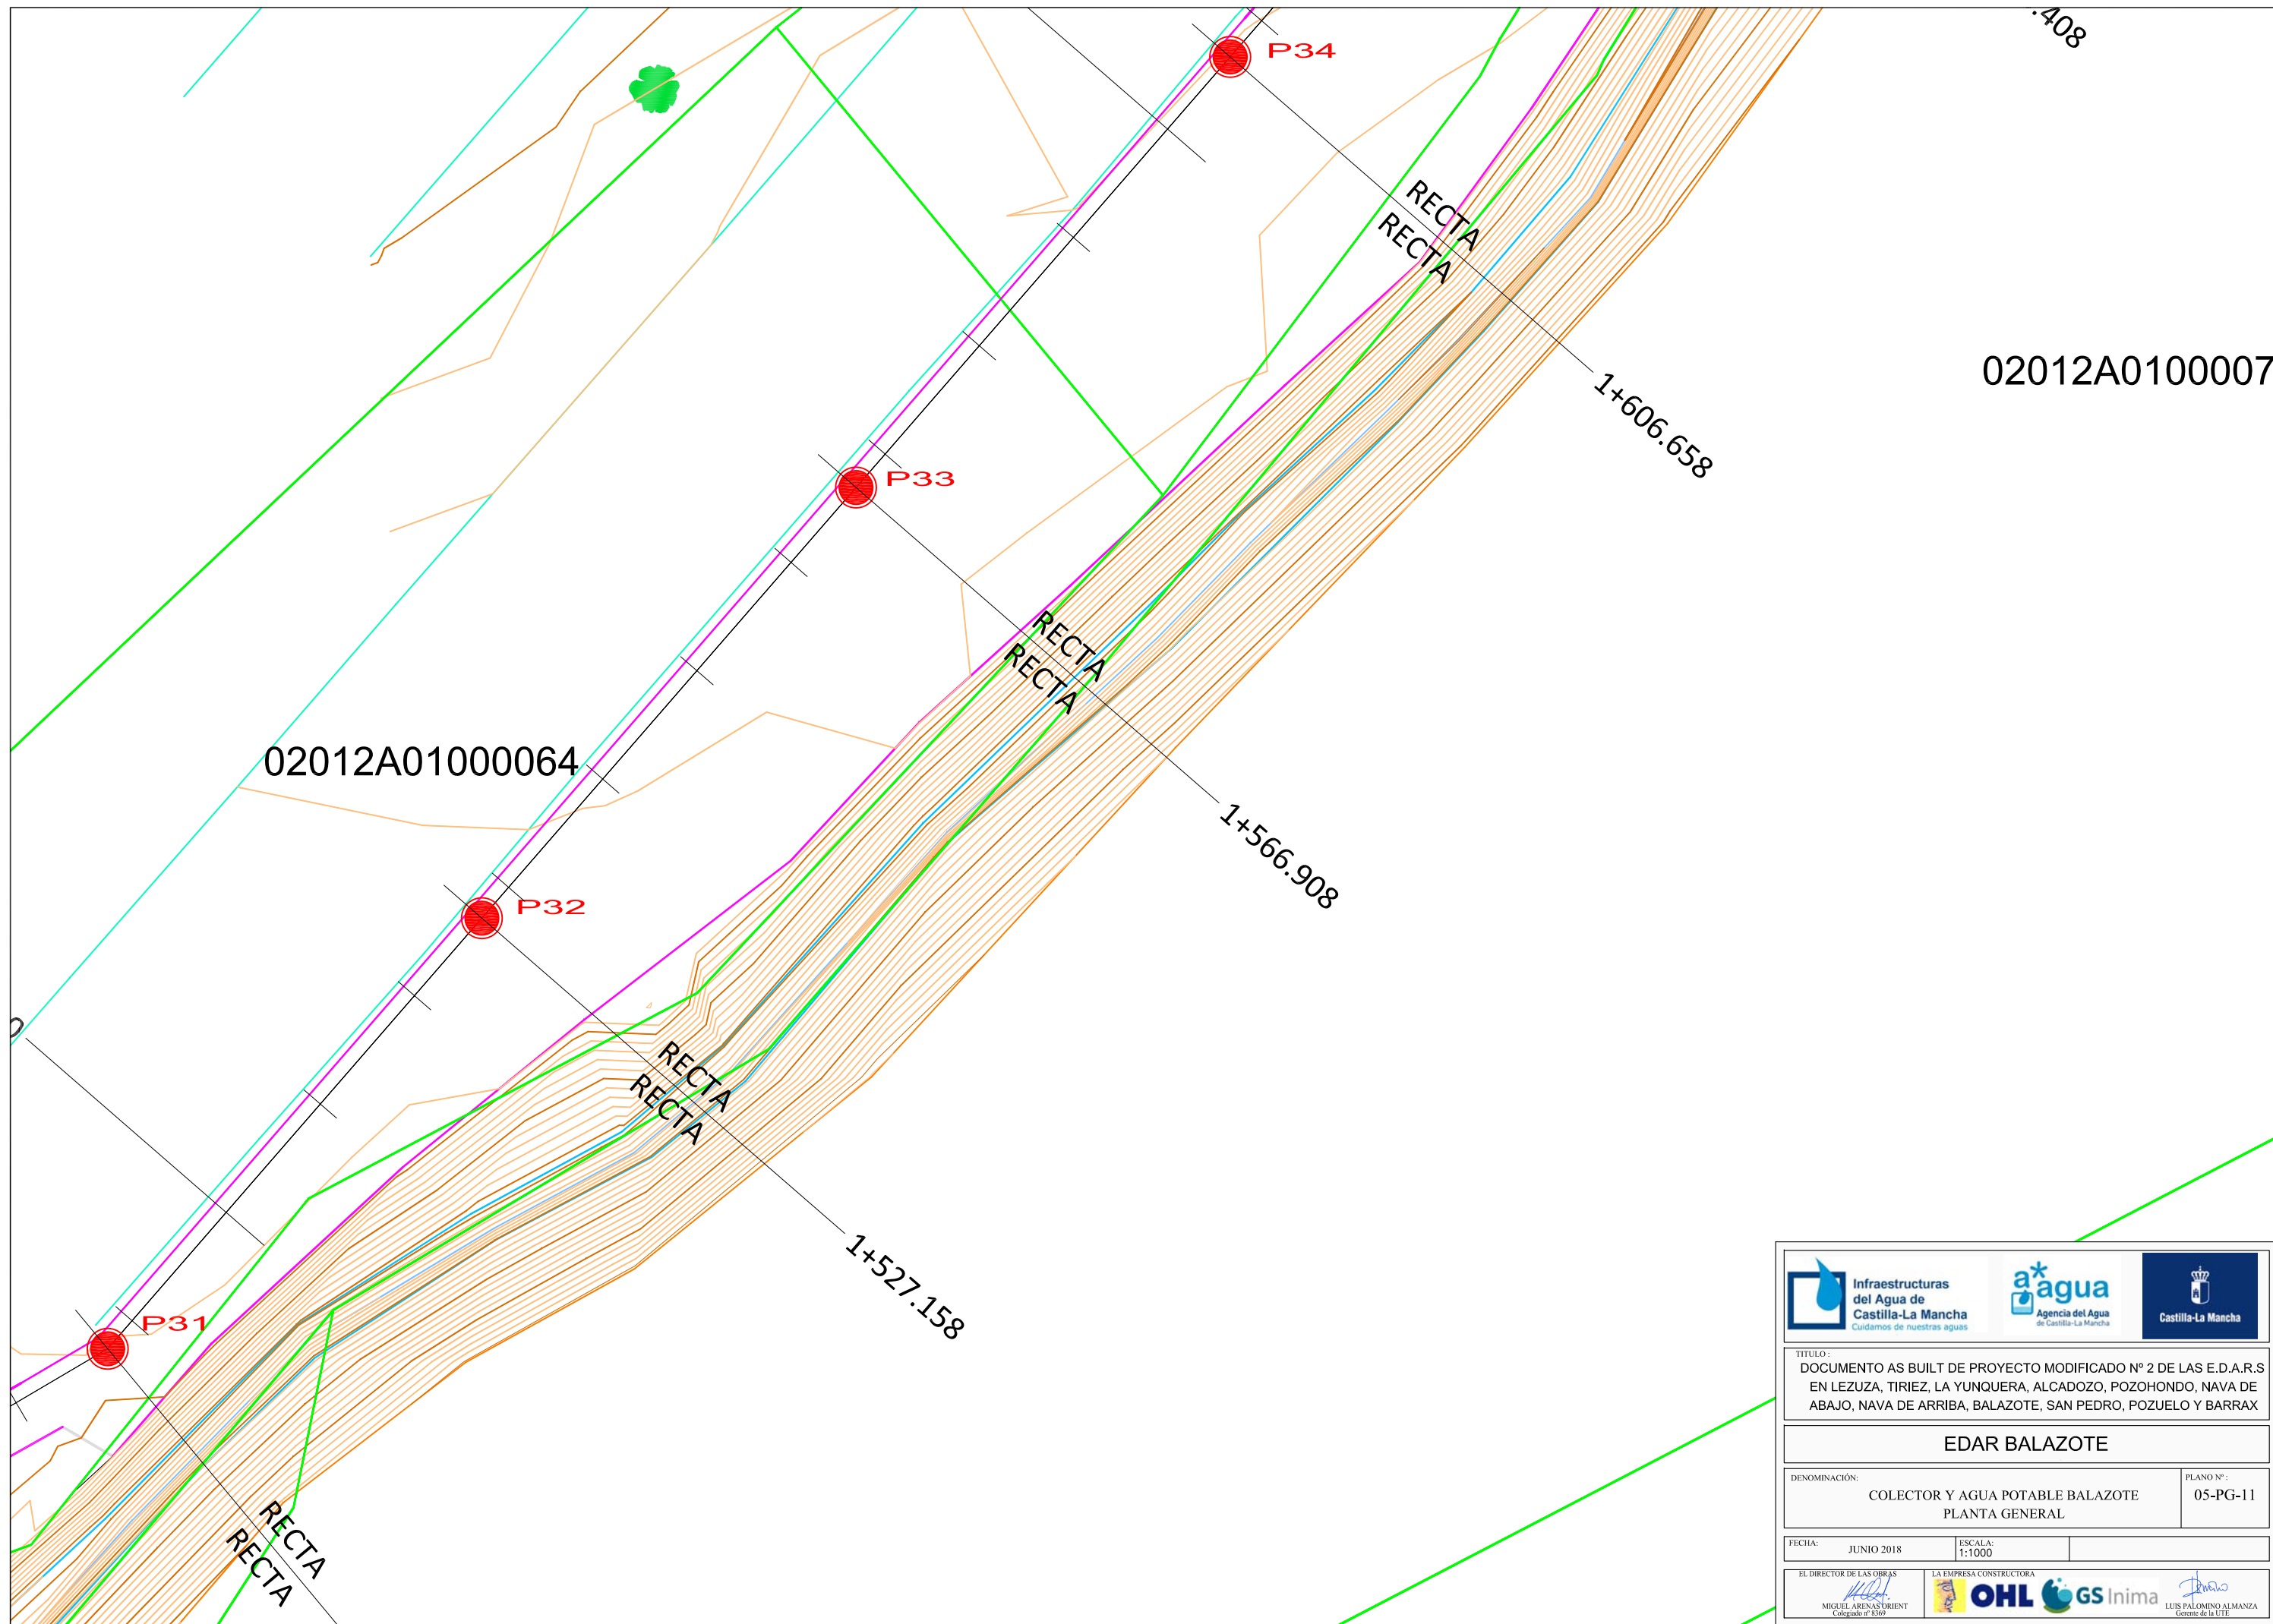 .408
P34
RECTA
RECTA
02012A0100007
1+606.658
P33
RECTA
RECTA
02012A01000064
1+566.908
P32
0
RECTA
RECTA
1+527.158
P31
RECTA
RECTA
Infraestructuras
del Agua de
Castilla-La Mancha
Cuidamos de nuestras aguas
a*agua
Agencia del Agua
de Castilla-La Mancha
Castilla-La Mancha
TITULO :
DOCUMENTO AS BUILT DE PROYECTO MODIFICADO Nº 2 DE LAS E.D.A.R.S
EN LEZUZA, TIRIEZ, LA YUNQUERA, ALCADOZO, POZOHONDO, NAVA DE
ABAJO, NAVA DE ARRIBA, BALAZOTE, SAN PEDRO, POZUELO Y BARRAX
EDAR BALAZOTE
DENOMINACIÓN:
COLECTOR Y AGUA POTABLE BALAZOTE
PLANTA GENERAL
PLANO Nº :
05-PG-11
FECHA:
JUNIO 2018
ESCALA:
1:1000
EL DIRECTOR DE LAS OBRAS
MIGUEL ARENAS ORIENT
Colegiado nº 8369
LA EMPRESA CONSTRUCTORA
OHL
GS Inima
LUIS PALOMINO ALMANZA
Gerente de la UTE